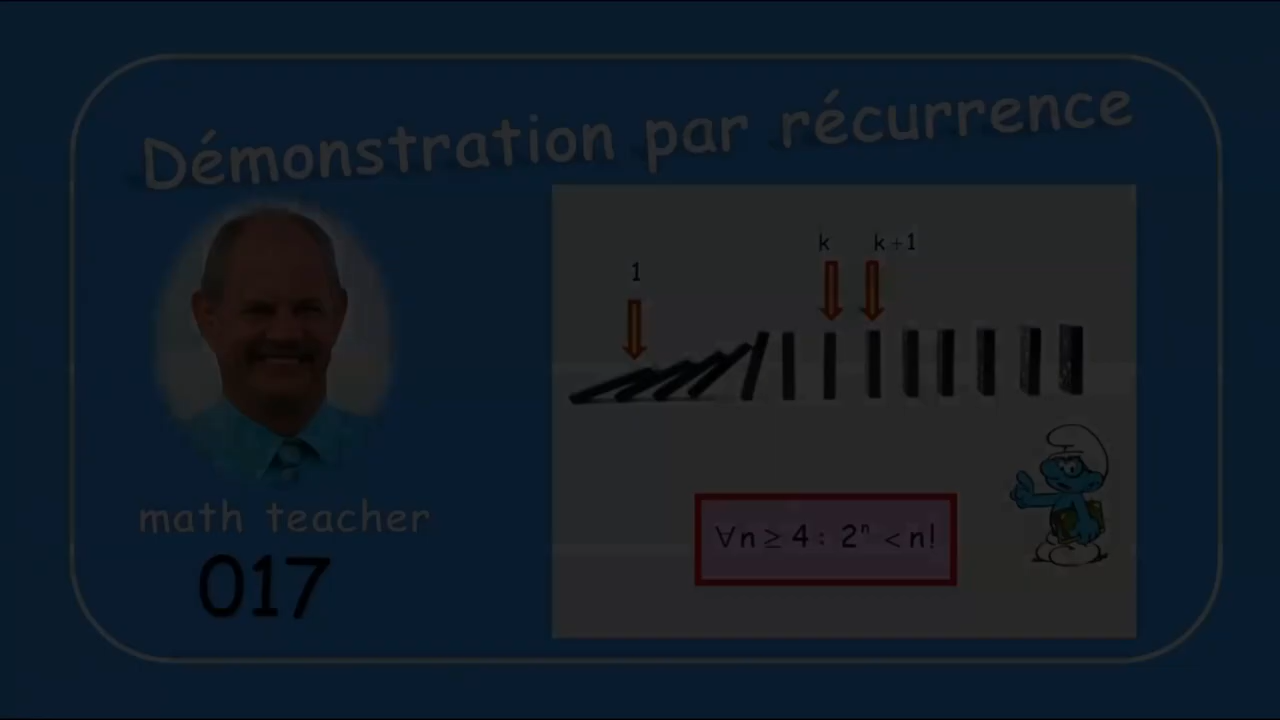 Démonstration par récurrence
1
k
k+1
math teacher
017
∀n ≥ 4 : 2ⁿ < n!